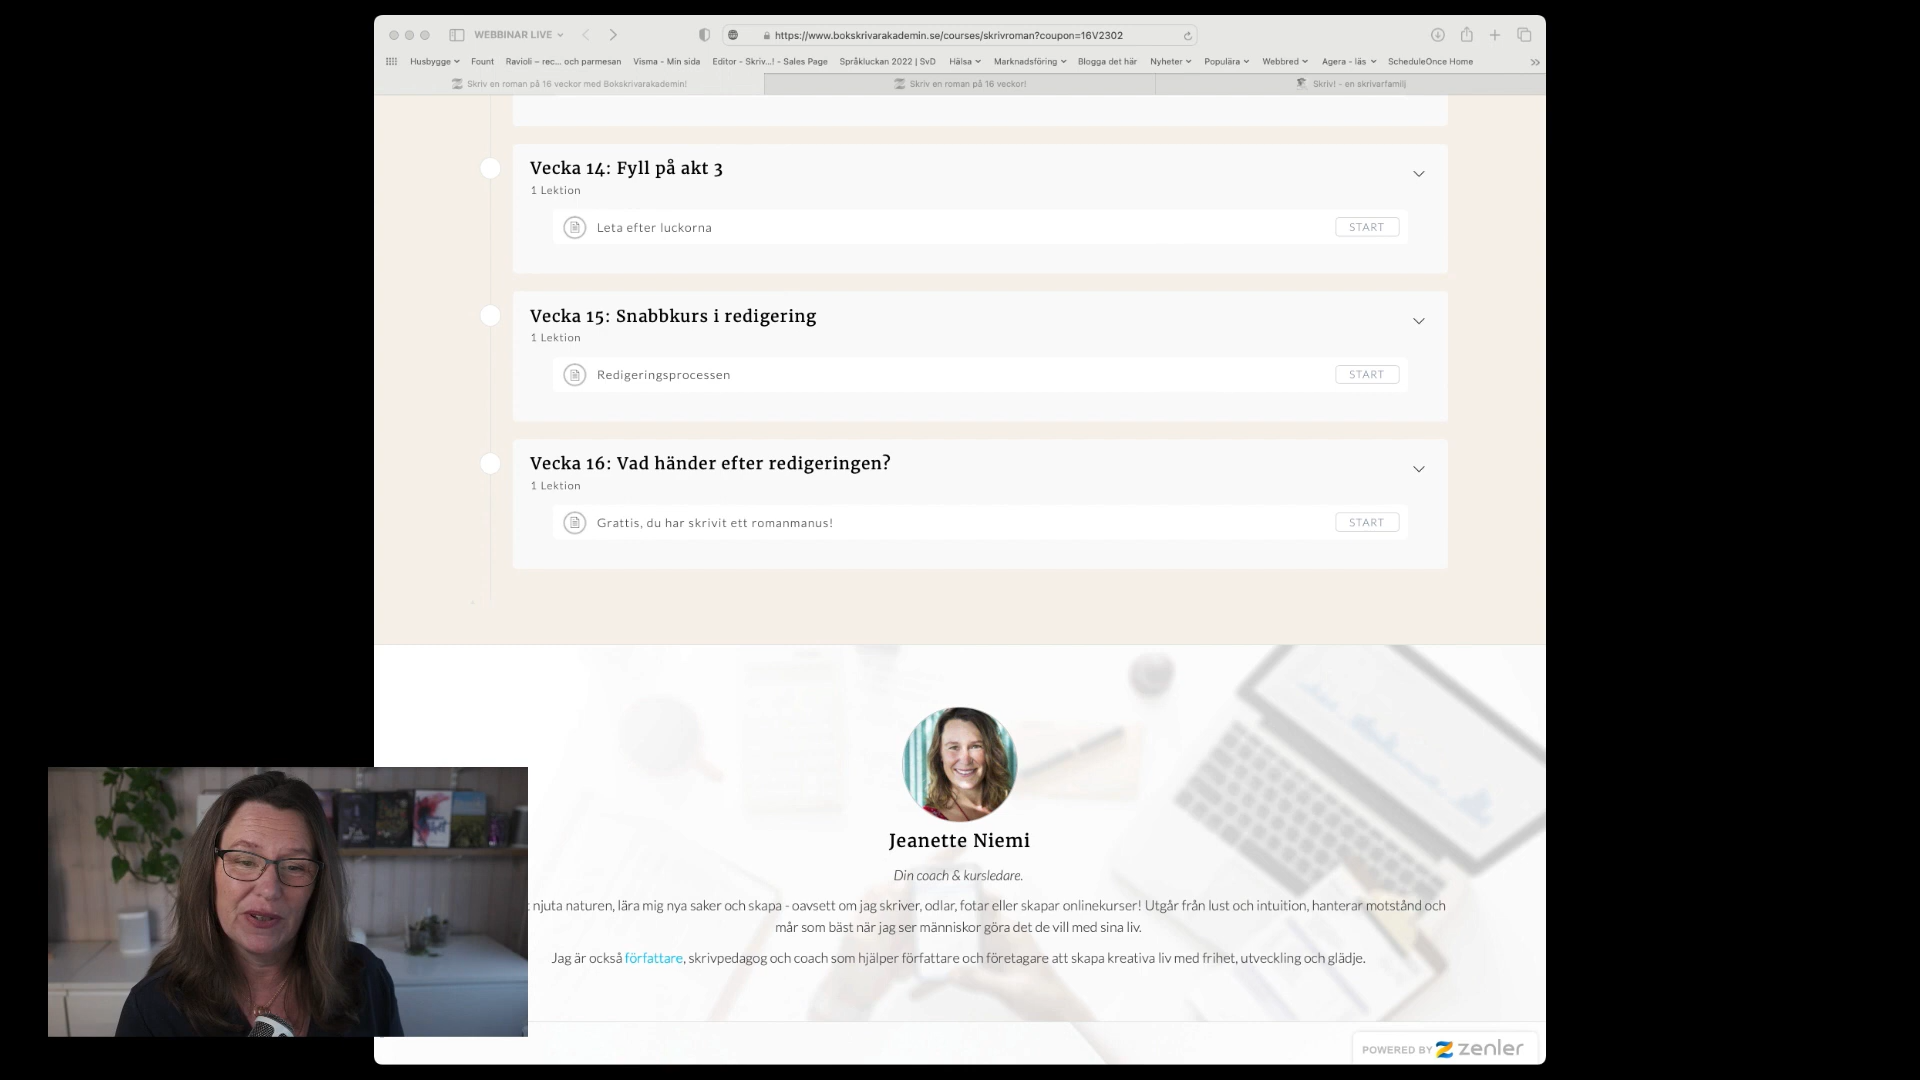 WEBBINAR LIVE
https://www.bokskrivarakademin.se/courses/skrivroman?coupon=16V2302
Husbygge Fount Ravioli – rec... och parmesan Visma - Min sida Editor - Skriv...! - Sales Page Språkluckan 2022 | SvD Hälsa Marknadsföring Blogga det här Nyheter Populära Webbred Agera - läs ScheduleOnce Home
Skriv en roman på 16 veckor med Bokskrivarakademin!
Skriv en roman på 16 veckor!
Skriv! - en skrivarfamilj
Vecka 14: Fyll på akt 3
1 Lektion
Leta efter luckorna
START
Vecka 15: Snabbkurs i redigering
1 Lektion
Redigeringsprocessen
START
Vecka 16: Vad händer efter redigeringen?
1 Lektion
Grattis, du har skrivit ett romanmanus!
START
Jeanette Niemi
Din coach & kursledare.
njuta naturen, lära mig nya saker och skapa - oavsett om jag skriver, odlar, fotar eller skapar onlinekurser! Utgår från lust och intuition, hanterar motstånd och
mår som bäst när jag ser människor göra det de vill med sina liv.
Jag är också författare, skrivpedagog och coach som hjälper författare och företagare att skapa kreativa liv med frihet, utveckling och glädje.
POWERED BY zenler